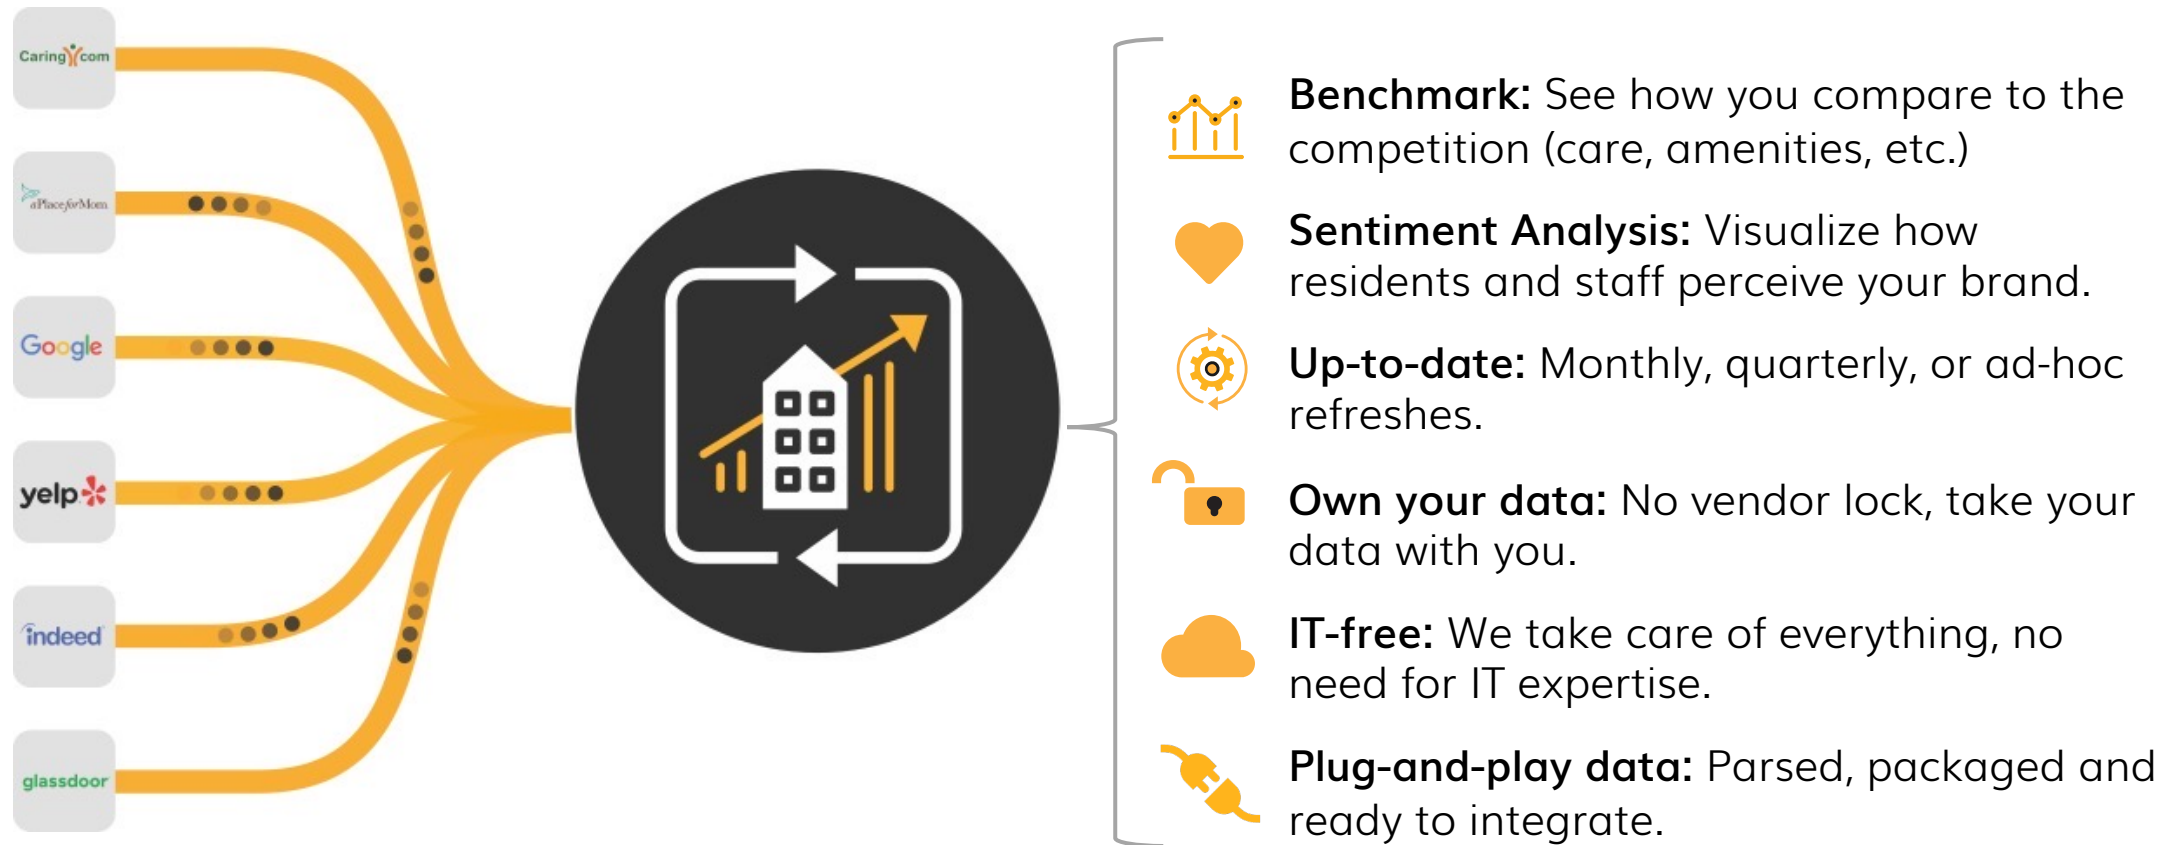 Caring.com
aPlaceforMom
Google
yelp
indeed
glassdoor
Benchmark: See how you compare to the
competition (care, amenities, etc.)
Sentiment Analysis: Visualize how
residents and staff perceive your brand.
Up-to-date: Monthly, quarterly, or ad-hoc
refreshes.
Own your data: No vendor lock, take your
data with you.
IT-free: We take care of everything, no
need for IT expertise.
Plug-and-play data: Parsed, packaged and
ready to integrate.